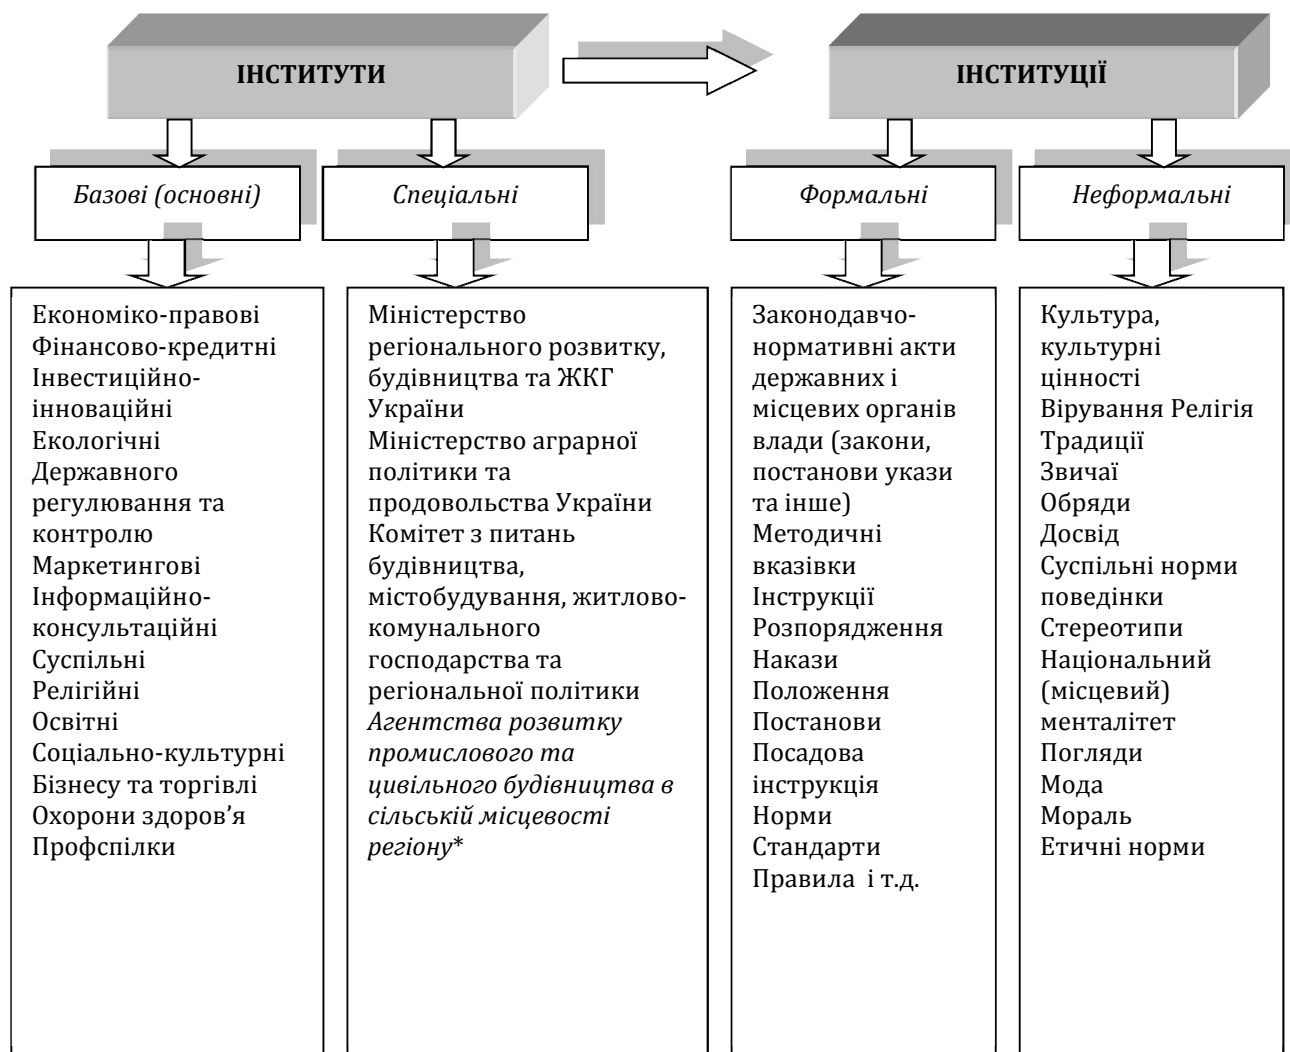 ІНСТИТУТИ
ІНСТИТУЦІЇ
Базові (основні)
Спеціальні
Формальні
Неформальні
Економіко-правові
Фінансово-кредитні
Інвестиційно-
інноваційні
Екологічні
Державного
регулювання та
контролю
Маркетингові
Інформаційно-
консультаційні
Суспільні
Релігійні
Освітні
Соціально-культурні
Бізнесу та торгівлі
Охорони здоров’я
Профспілки
Міністерство
регіонального розвитку,
будівництва та ЖКГ
України
Міністерство аграрної
політики та
продовольства України
Комітет з питань
будівництва,
містобудування, житлово-
комунального
господарства та
регіональної політики
Агентства розвитку
промислового та
цивільного будівництва в
сільській місцевості
регіону*
Законодавчо-
нормативні акти
державних і
місцевих органів
влади (закони,
постанови укази
та інше)
Методичні
вказівки
Інструкції
Розпорядження
Накази
Положення
Постанови
Посадова
інструкція
Норми
Стандарти
Правила і т.д.
Культура,
культурні
цінності
Вірування Релігія
Традиції
Звичаї
Обряди
Досвід
Суспільні норми
поведінки
Стереотипи
Національний
(місцевий)
менталітет
Погляди
Мода
Мораль
Етичні норми